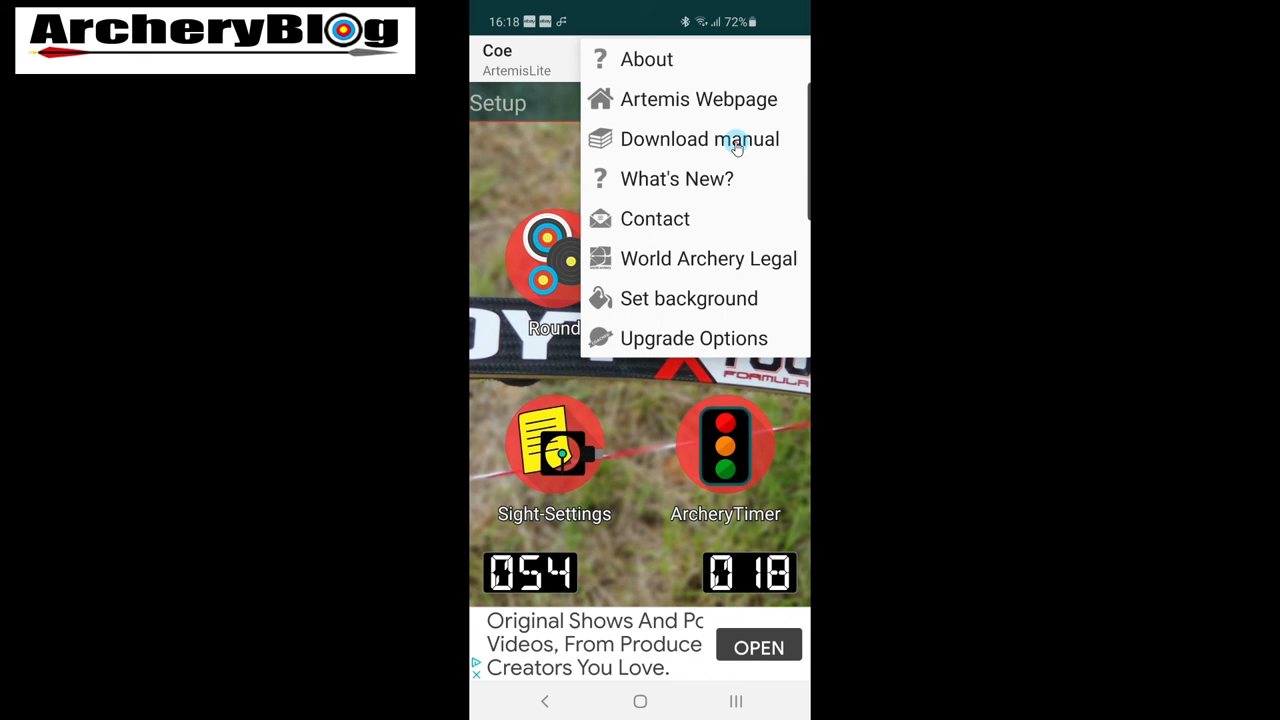 ArcheryBlog
16:18
72%
Coe
ArtemisLite
Setup
About
Artemis Webpage
Download manual
What's New?
Contact
World Archery Legal
Set background
Upgrade Options
Round
FORMULA
Sight-Settings
ArcheryTimer
054
018
Original Shows And Po
Videos, From Produce
Creators You Love.
OPEN